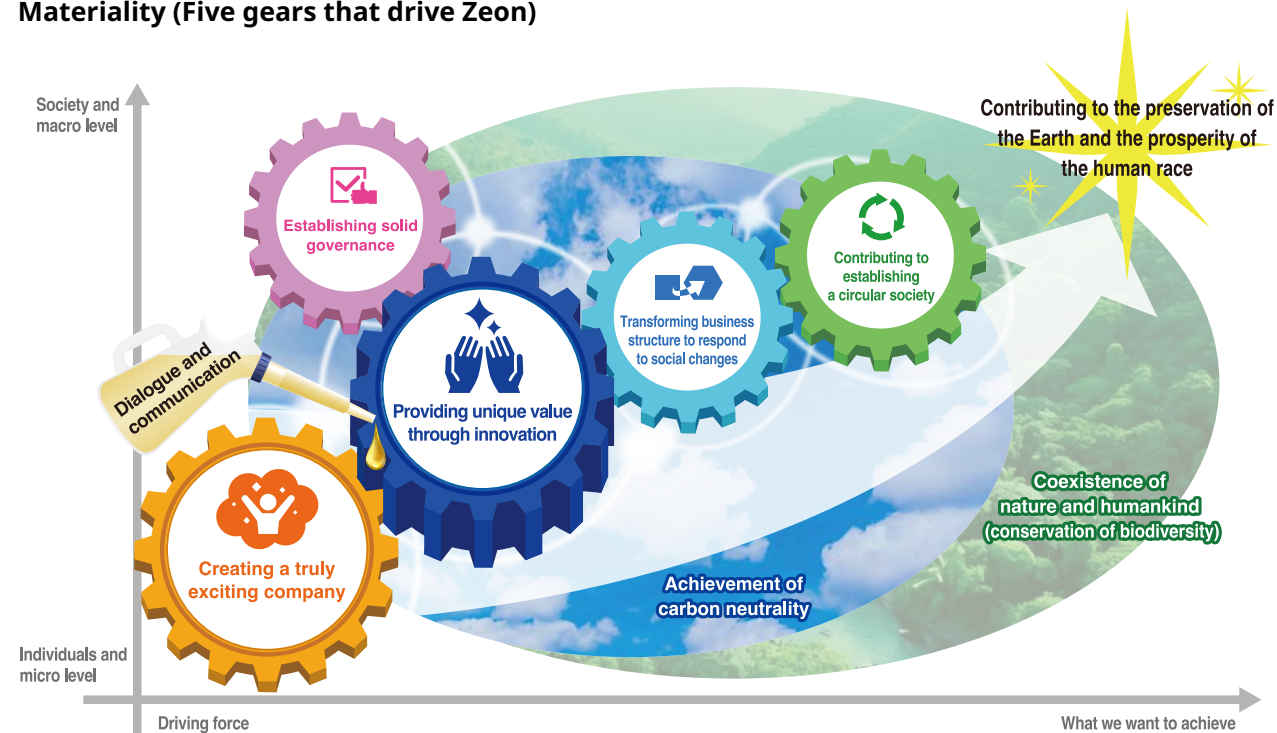 Materiality (Five gears that drive Zeon)
Society and
macro level
Contributing to the preservation of
the Earth and the prosperity of
the human race
Establishing solid
governance
Contributing to
establishing
a circular society
Transforming business
structure to respond
to social changes
Dialogue and
communication
Providing unique value
through innovation
Coexistence of
nature and humankind
(conservation of biodiversity)
Creating a truly
exciting company
Achievement of
carbon neutrality
Individuals and
micro level
Driving force
What we want to achieve